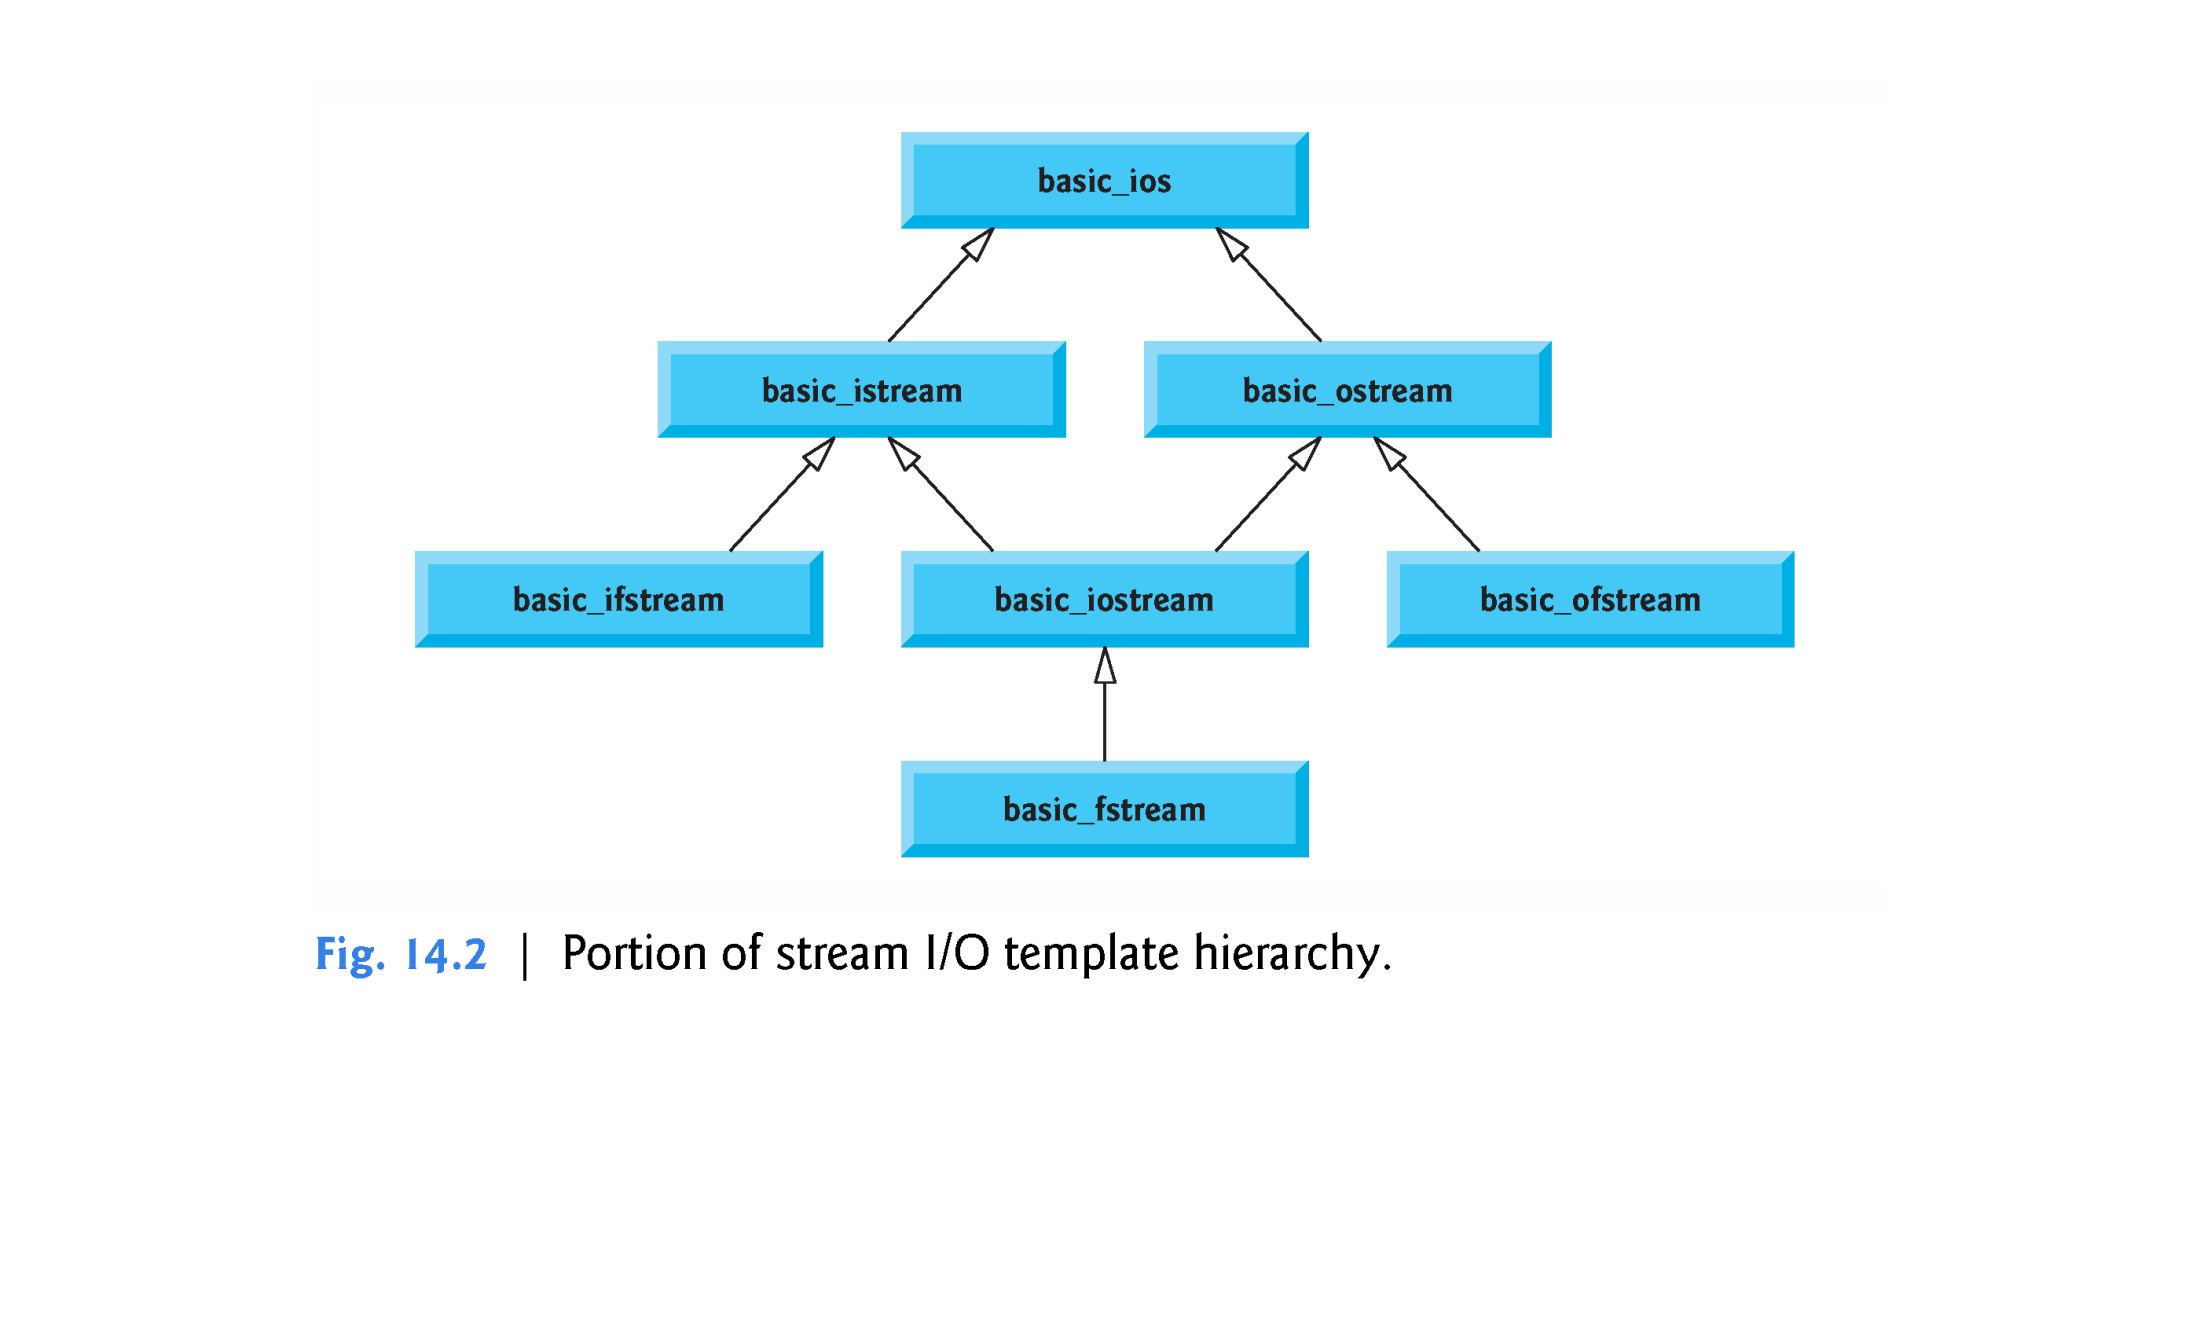 basic_ios
basic_istream
basic_ostream
basic_ifstream
basic_iostream
basic_ofstream
basic_fstream
Fig. 14.2 | Portion of stream I/O template hierarchy.